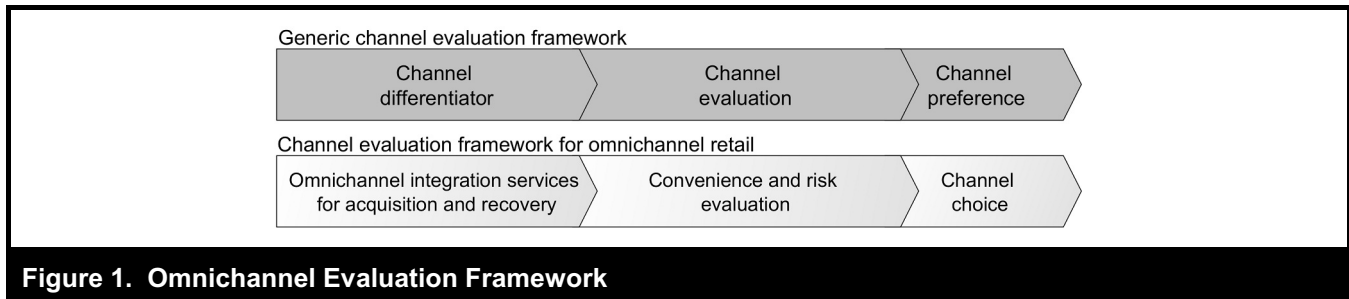 Generic channel evaluation framework
Channel
differentiator
Channel
evaluation
Channel
preference
Channel evaluation framework for omnichannel retail
Omnichannel integration services
for acquisition and recovery
Convenience and risk
evaluation
Channel
choice
Figure 1. Omnichannel Evaluation Framework